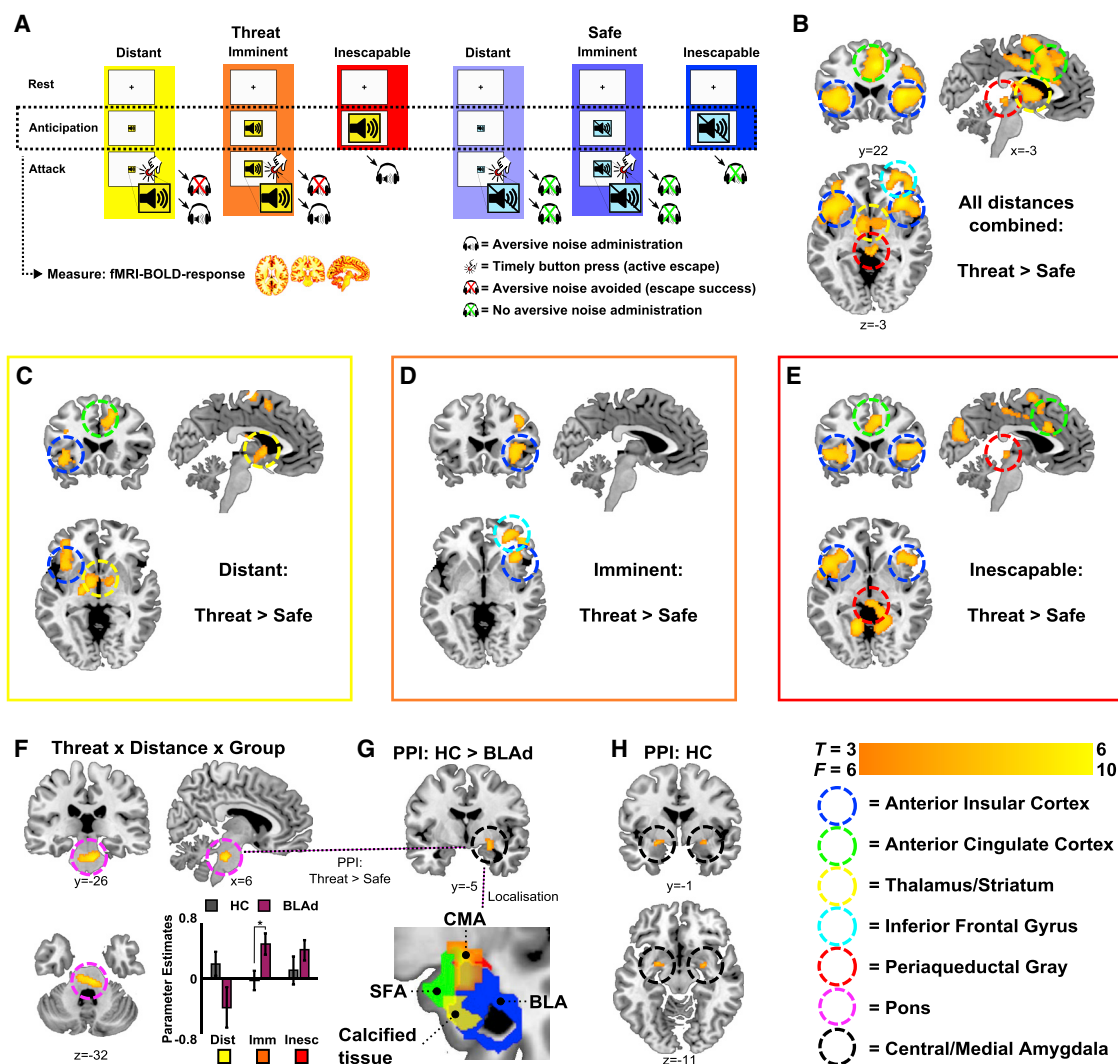 A
Threat
Safe
Distant
Imminent
Inescapable
Distant
Imminent
Inescapable
Rest
Anticipation
Attack
Measure: fMRI-BOLD-response
= Aversive noise administration
= Timely button press (active escape)
= Aversive noise avoided (escape success)
= No aversive noise administration
B
y=22
x=-3
z=-3
All distances
combined:
Threat > Safe
C
Distant:
Threat > Safe
D
Imminent:
Threat > Safe
E
Inescapable:
Threat > Safe
F
Threat x Distance x Group
y=-26
x=6
z=-32
HC
BLAd
Parameter Estimates
0.8
0
-0.8
*
Dist
Imm
Inesc
PPI:
Threat > Safe
G
PPI: HC > BLAd
y=-5
Localisation
CMA
SFA
BLA
Calcified
tissue
H
PPI: HC
y=-1
z=-11
T = 3
6
F = 6
10
= Anterior Insular Cortex
= Anterior Cingulate Cortex
= Thalamus/Striatum
= Inferior Frontal Gyrus
= Periaqueductal Gray
= Pons
= Central/Medial Amygdala